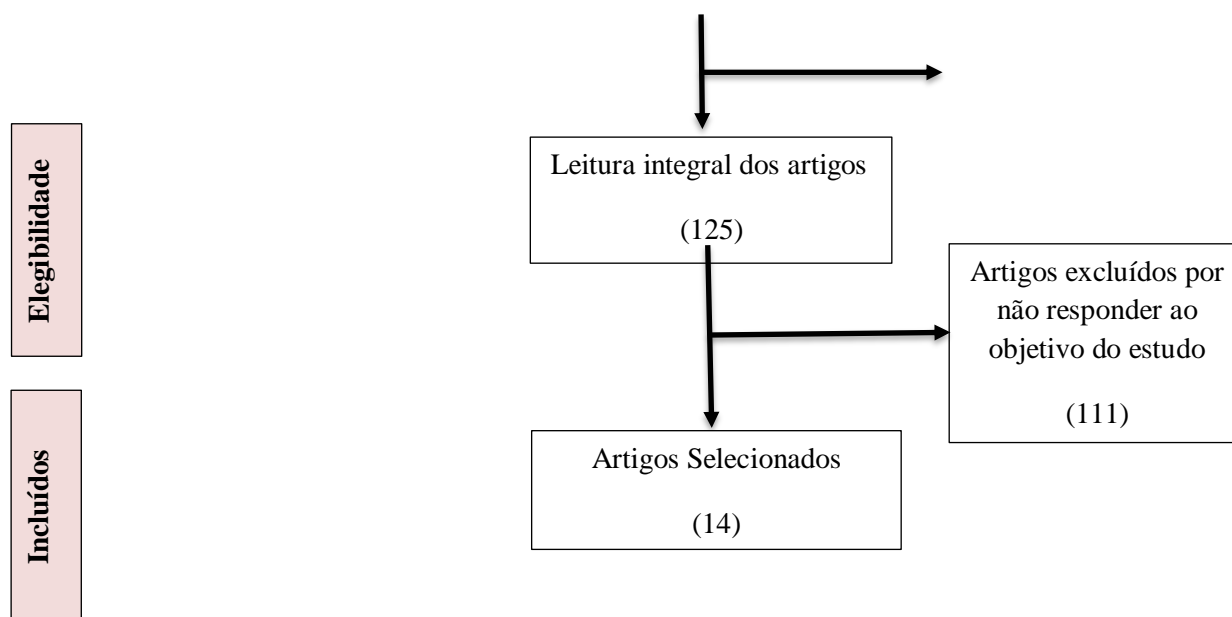 Elegibilidade
Leitura integral dos artigos
(125)
Artigos excluídos por
não responder ao
objetivo do estudo
(111)
Incluídos
Artigos Selecionados
(14)